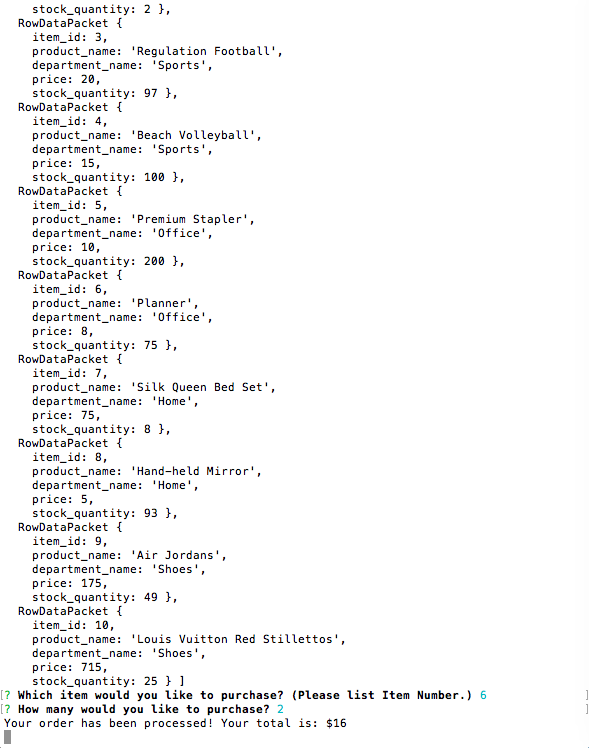 stock_quantity: 2 },
RowDataPacket {
item_id: 3,
product_name: 'Regulation Football',
department_name: 'Sports',
price: 20,
stock_quantity: 97 },
RowDataPacket {
item_id: 4,
product_name: 'Beach Volleyball',
department_name: 'Sports',
price: 15,
stock_quantity: 100 },
RowDataPacket {
item_id: 5,
product_name: 'Premium Stapler',
department_name: 'Office',
price: 10,
stock_quantity: 200 },
RowDataPacket {
item_id: 6,
product_name: 'Planner',
department_name: 'Office',
price: 8,
stock_quantity: 75 },
RowDataPacket {
item_id: 7,
product_name: 'Silk Queen Bed Set',
department_name: 'Home',
price: 75,
stock_quantity: 8 },
RowDataPacket {
item_id: 8,
product_name: 'Hand-held Mirror',
department_name: 'Home',
price: 5,
stock_quantity: 93 },
RowDataPacket {
item_id: 9,
product_name: 'Air Jordans',
department_name: 'Shoes',
price: 175,
stock_quantity: 49 },
RowDataPacket {
item_id: 10,
product_name: 'Louis Vuitton Red Stillettos',
department_name: 'Shoes',
price: 715,
stock_quantity: 25 } ]
[? Which item would you like to purchase? (Please list Item Number.) 6 ]
[? How many would you like to purchase? 2 ]
Your order has been processed! Your total is: $16